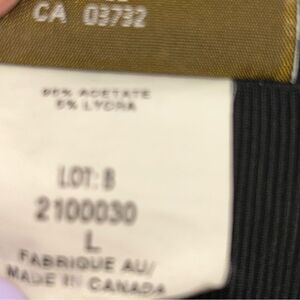 CA 03732
95% ACETATE
5% LYCRA
LOT: B
2100030
L
FABRIQUE AU/
MADE IN CANADA